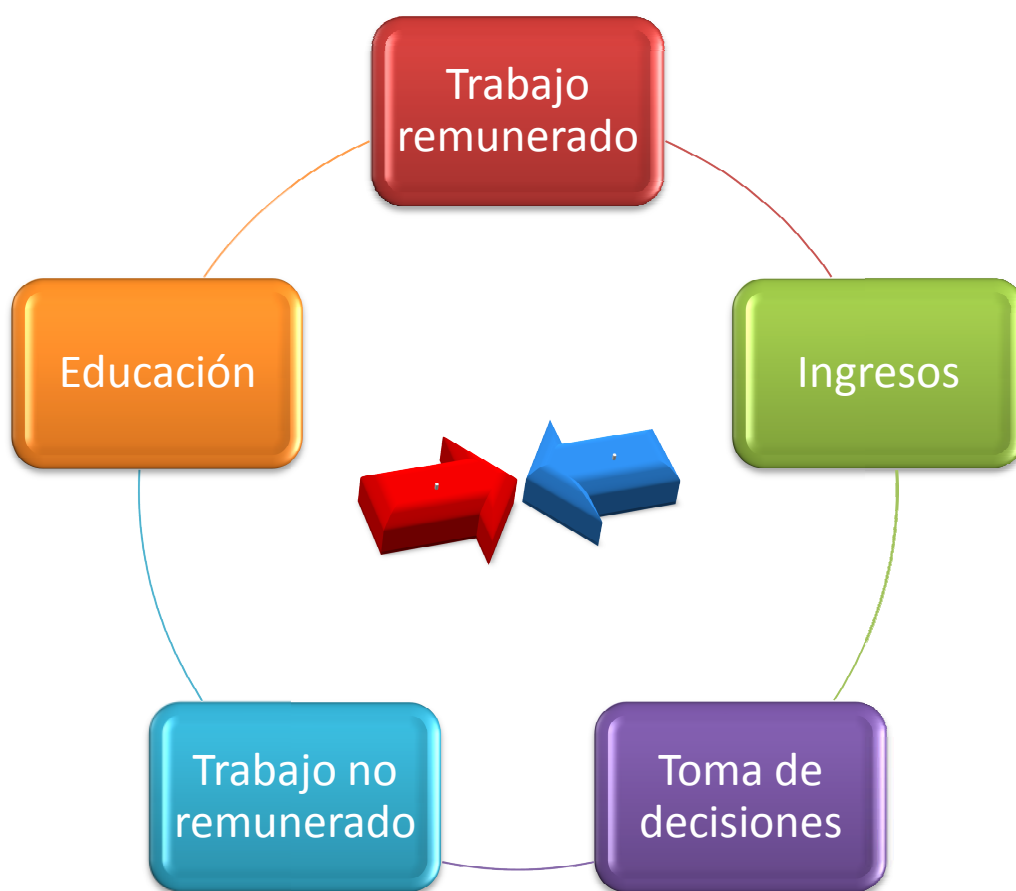 Trabajo
remunerado
Educación
Ingresos
Trabajo no
remunerado
Toma de
decisiones